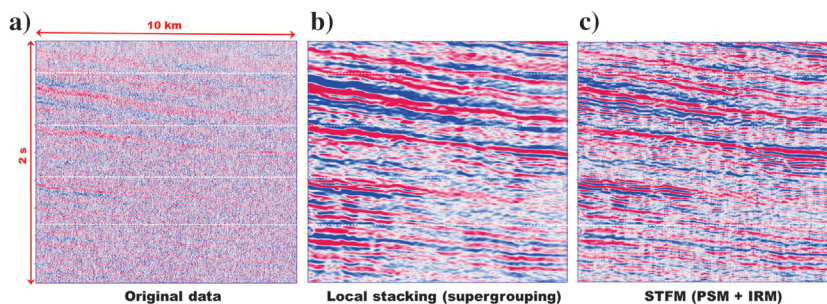 a)
10 km
b)
c)
2 s
Original data
Local stacking (supergrouping)
STFM (PSM + IRM)